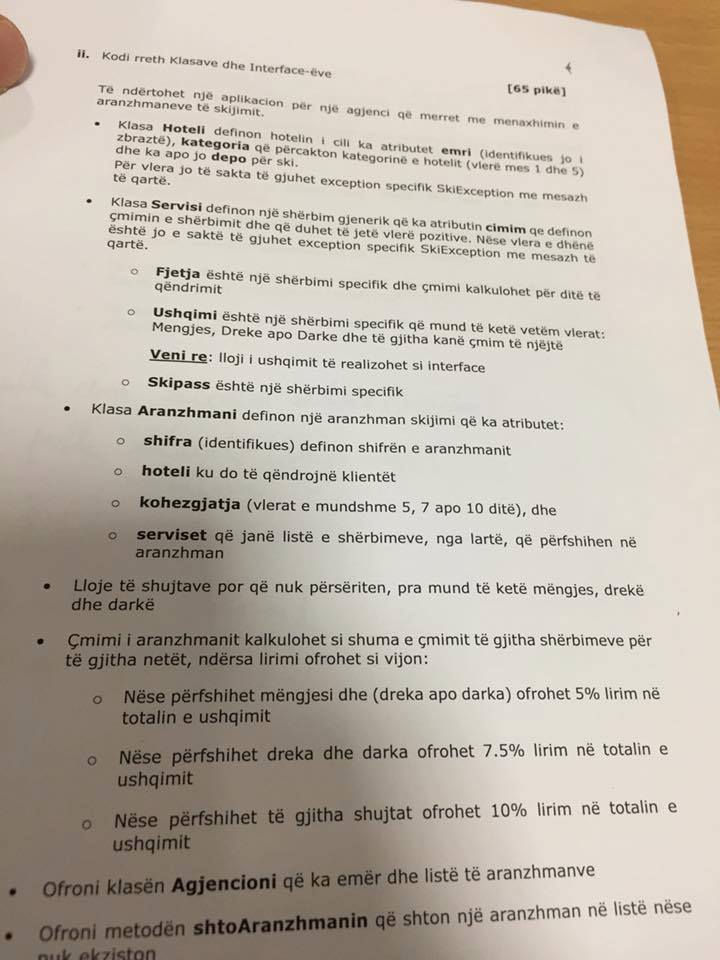 ii. Kodi rreth Klasave dhe Interface-ëve
[65 pikë]
Të ndërtohet një aplikacion për një agjenci që merret me menaxhimin e
aranzhmaneve të skijimit.
• Klasa Hoteli definon hotelin i cili ka atributet emri (identifikues jo i
zbraztë), kategoria që përcakton kategorinë e hotelit (vlerë mes 1 dhe 5)
dhe ka apo jo depo për ski.
Për vlera jo të sakta të gjuhet exception specifik SkiException me mesazh
të qartë.
• Klasa Servisi definon një shërbim gjenerik që ka atributin cimim qe definon
çmimin e shërbimit dhe që duhet të jetë vlerë pozitive. Nëse vlera e dhënë
është jo e saktë të gjuhet exception specifik SkiException me mesazh të
qartë.
○ Fjetja është një shërbimi specifik dhe çmimi kalkulohet për ditë të
qëndrimit
○ Ushqimi është një shërbimi specifik që mund të ketë vetëm vlerat:
Mengjes, Dreke apo Darke dhe të gjitha kanë çmim të njëjtë
Veni re: lloji i ushqimit të realizohet si interface
○ Skipass është një shërbimi specifik
• Klasa Aranzhmani definon një aranzhman skijimi që ka atributet:
○ shifra (identifikues) definon shifrën e aranzhmanit
○ hoteli ku do të qëndrojnë klientët
○ kohezgjatja (vlerat e mundshme 5, 7 apo 10 ditë), dhe
○ serviset që janë listë e shërbimeve, nga lartë, që përfshihen në
aranzhman
• Lloje të shujtave por që nuk përsëriten, pra mund të ketë mëngjes, drekë
dhe darkë
• Çmimi i aranzhmanit kalkulohet si shuma e çmimit të gjitha shërbimeve për
të gjitha netët, ndërsa lirimi ofrohet si vijon:
○ Nëse përfshihet mëngjesi dhe (dreka apo darka) ofrohet 5% lirim në
totalin e ushqimit
○ Nëse përfshihet dreka dhe darka ofrohet 7.5% lirim në totalin e
ushqimit
○ Nëse përfshihet të gjitha shujtat ofrohet 10% lirim në totalin e
ushqimit
• Ofroni klasën Agjencioni që ka emër dhe listë të aranzhmanve
• Ofroni metodën shtoAranzhmanin që shton një aranzhman në listë nëse
nuk ekziston